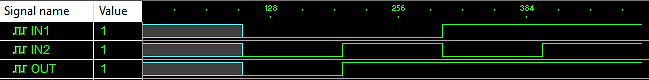 Signal name Value 128 256 384
IN1 1
IN2 1
OUT 1